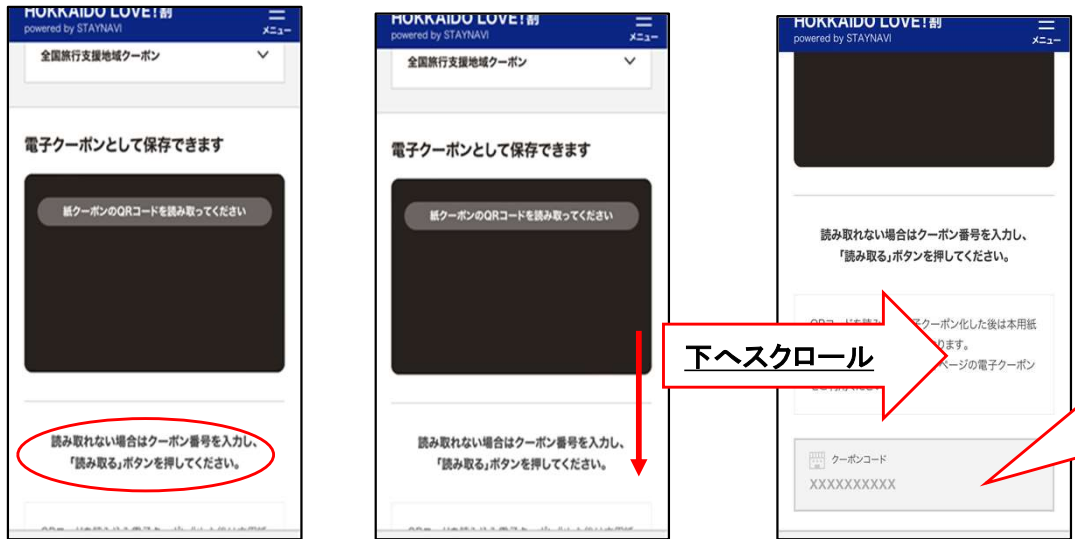 HOKKAIDO LOVE!割
powered by STAYNAVI
メニュー
全国旅行支援地域クーポン
電子クーポンとして保存できます
紙クーポンのQRコードを読み取ってください
読み取れない場合はクーポン番号を入力し、
「読み取る」ボタンを押してください。
HOKKAIDO LOVE!割
powered by STAYNAVI
メニュー
全国旅行支援地域クーポン
電子クーポンとして保存できます
紙クーポンのQRコードを読み取ってください
読み取れない場合はクーポン番号を入力し、
「読み取る」ボタンを押してください。
下へスクロール
HOKKAIDO LOVE!割
powered by STAYNAVI
メニュー
読み取れない場合はクーポン番号を入力し、
「読み取る」ボタンを押してください。
QRコードを読み
子クーポン化した後は本用紙
ります。
ページの電子クーポン
クーポンコード
XXXXXXXXXX